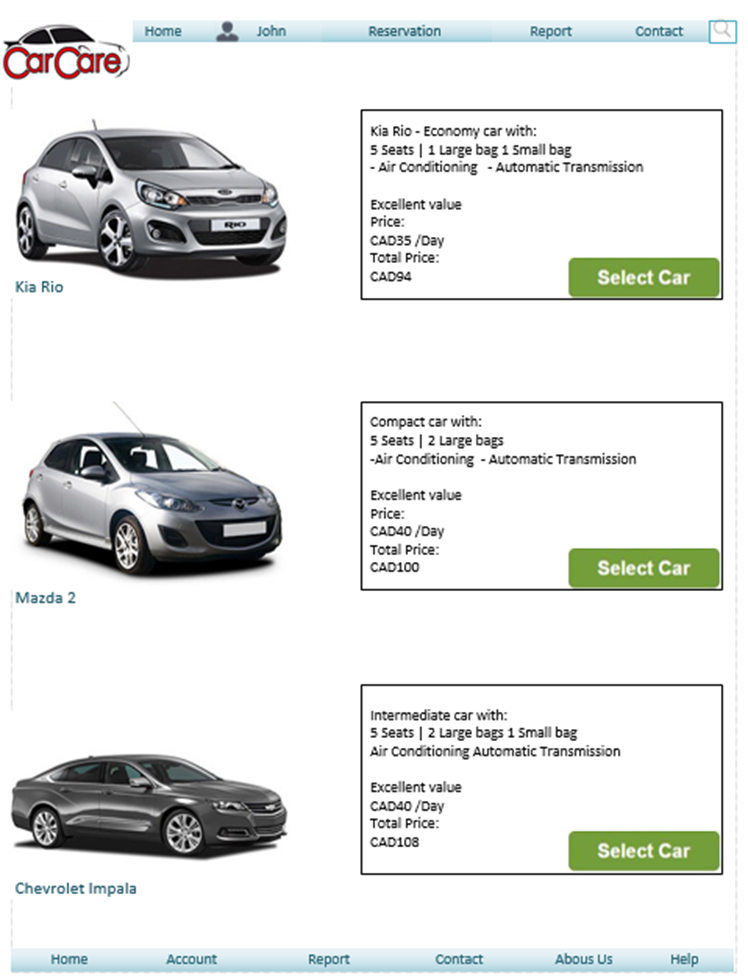 CarCare
Home John Reservation Report Contact
Kia Rio - Economy car with:
5 Seats | 1 Large bag 1 Small bag
- Air Conditioning - Automatic Transmission
Excellent value
Price:
CAD35 /Day
Total Price:
CAD94
Select Car
RIO
Kia Rio
Compact car with:
5 Seats | 2 Large bags
-Air Conditioning - Automatic Transmission
Excellent value
Price:
CAD40 /Day
Total Price:
CAD100
Select Car
Mazda 2
Intermediate car with:
5 Seats | 2 Large bags 1 Small bag
Air Conditioning Automatic Transmission
Excellent value
CAD40 /Day
Total Price:
CAD108
Select Car
Chevrolet Impala
Home Account Report Contact Abous Us Help